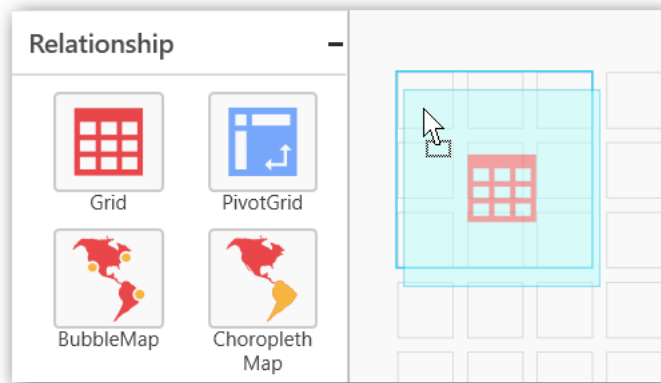 Relationship
Grid
PivotGrid
BubbleMap
Choropleth
Map